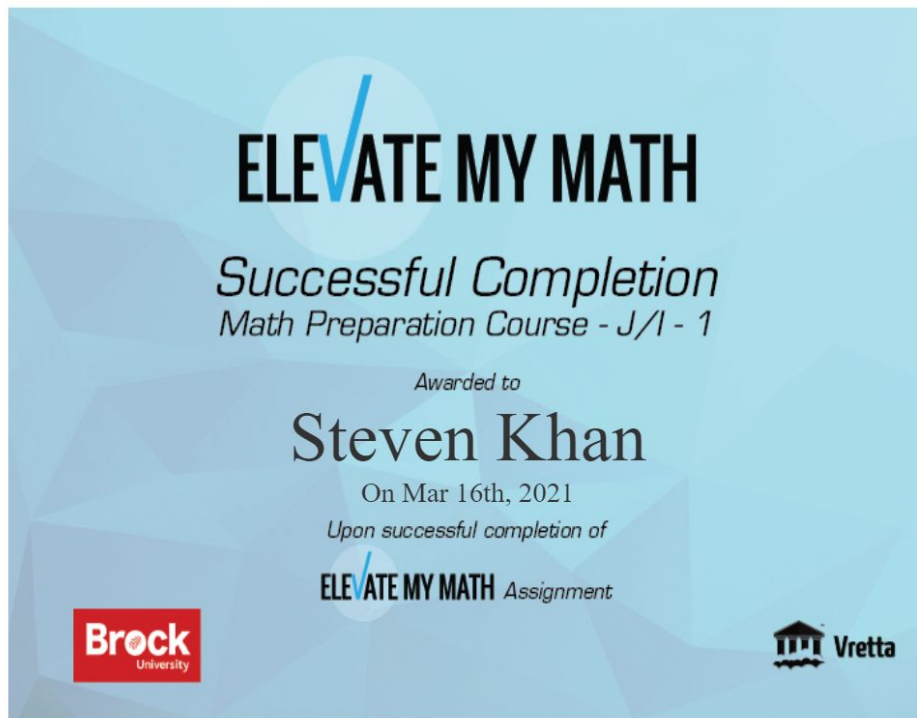 ELEVATE MY MATH
Successful Completion
Math Preparation Course - J/I - 1
Awarded to
Steven Khan
On Mar 16th, 2021
Upon successful completion of
ELEVATE MY MATH Assignment
Brock
University
Vretta